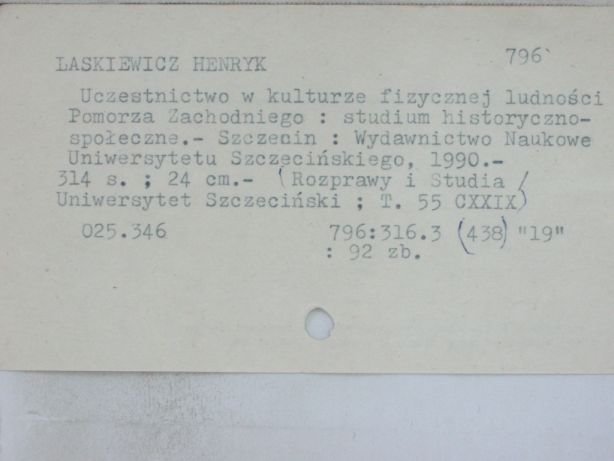 796
LASKIEWICZ HENRYK
Uczestnictwo w kulturze fizycznej ludności
Pomorza Zachodniego : studium historyczno-
społeczne.- Szczecin : Wydawnictwo Naukowe
Uniwersytetu Szczecińskiego, 1990.-
314 s. ; 24 cm.- (Rozprawy i Studia /
Uniwersytet Szczeciński ; T. 55 CXXIX)
025.346 796:316.3 (438) "19"
: 92 zb.